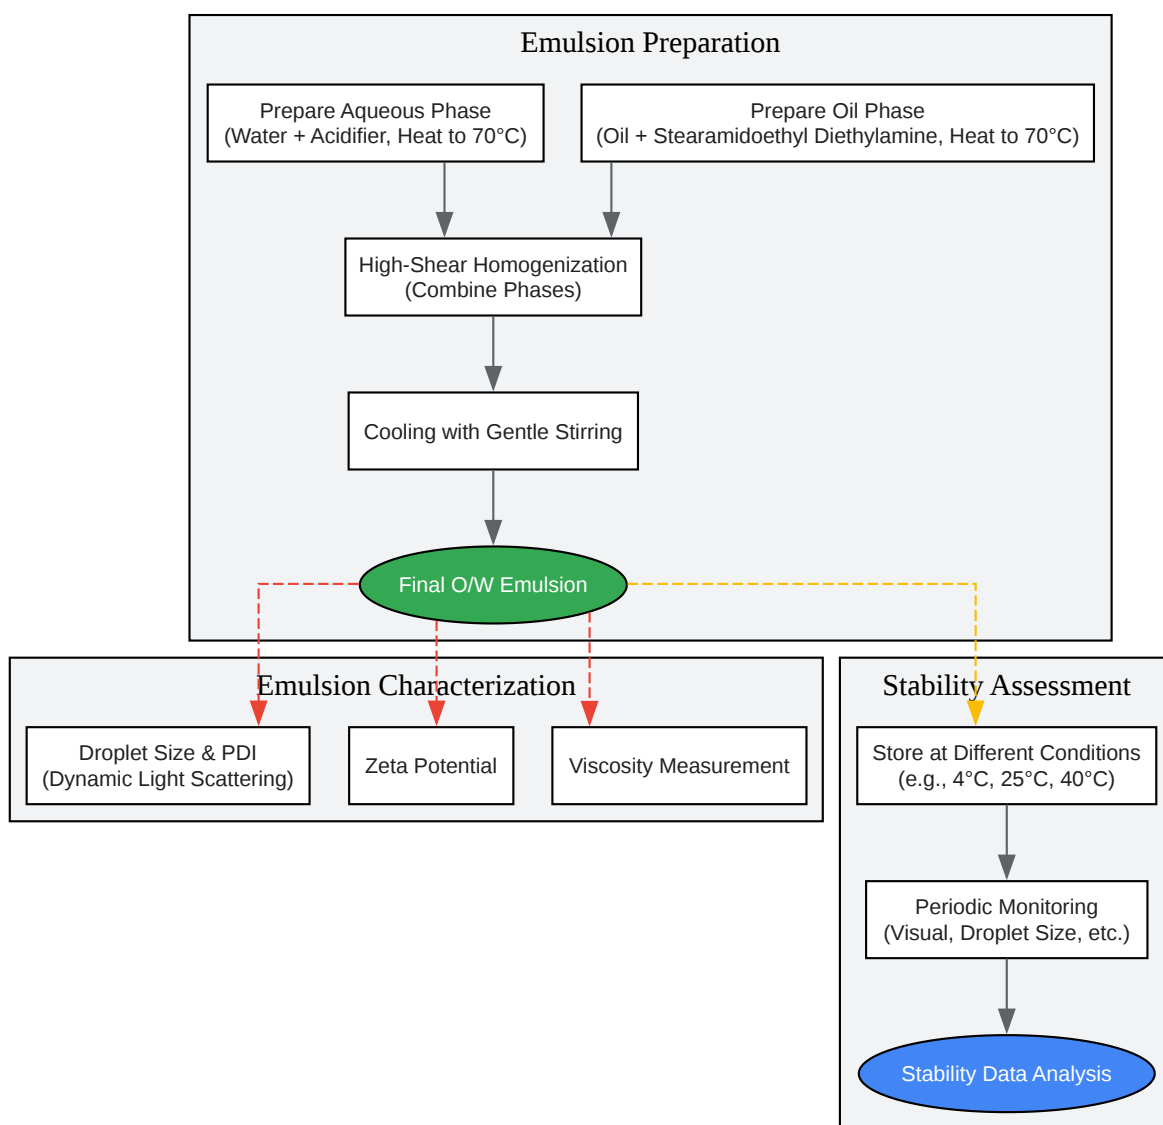 Emulsion Preparation
Prepare Aqueous Phase
(Water + Acidifier, Heat to 70°C)
Prepare Oil Phase
(Oil + Stearamidoethyl Diethylamine, Heat to 70°C)
High-Shear Homogenization
(Combine Phases)
Cooling with Gentle Stirring
Final O/W Emulsion
Emulsion Characterization
Droplet Size & PDI
(Dynamic Light Scattering)
Zeta Potential
Viscosity Measurement
Stability Assessment
Store at Different Conditions
(e.g., 4°C, 25°C, 40°C)
Periodic Monitoring
(Visual, Droplet Size, etc.)
Stability Data Analysis